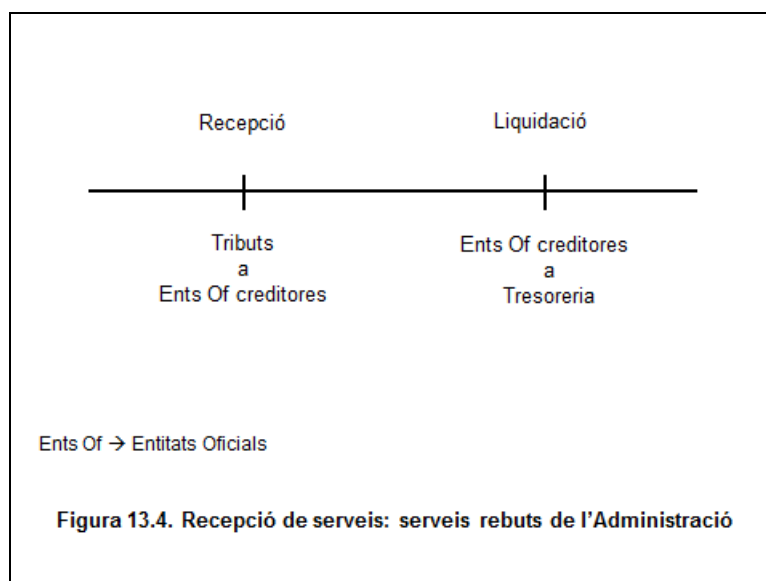 Recepció
Liquidació
Tributs
a
Ents Of creditores
Ents Of creditores
a
Tresoreria
Ents Of → Entitats Oficials
Figura 13.4. Recepció de serveis: serveis rebuts de l’Administració